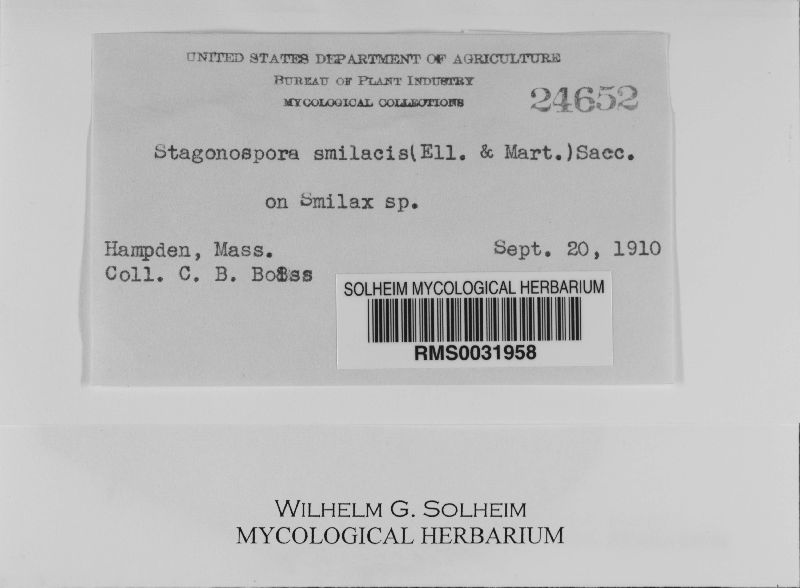 UNITED STATES DEPARTMENT OF AGRICULTURE
BUREAU OF PLANT INDUSTRY
MYCOLOGICAL COLLECTIONS
24652
Stagonospora smilacis(Ell. & Mart.)Sacc.
on Smilax sp.
Hampden, Mass. Sept. 20, 1910
Coll. C. B.
SOLHEIM MYCOLOGICAL HERBARIUM
RMS0031958
WILHELM G. SOLHEIM
MYCOLOGICAL HERBARIUM